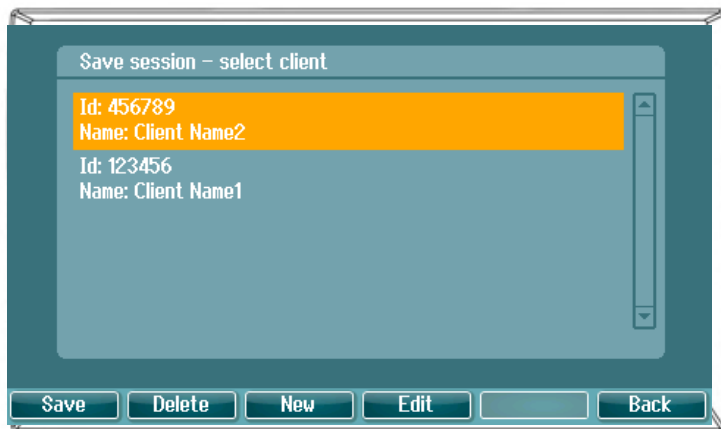 Save session – select client
Id: 456789
Name: Client Name2
Id: 123456
Name: Client Name1
Save Delete New Edit Back